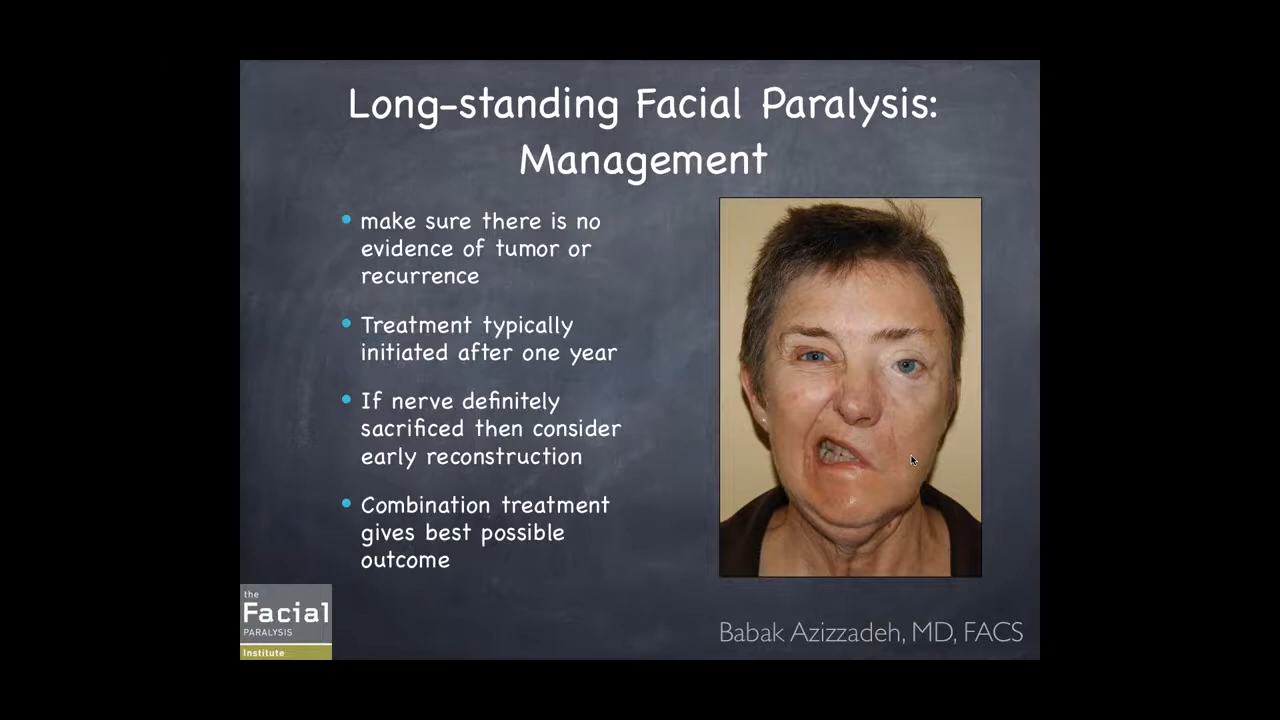 Long-standing Facial Paralysis:
Management
make sure there is no
evidence of tumor or
recurrence
Treatment typically
initiated after one year
If nerve definitely
sacrificed then consider
early reconstruction
Combination treatment
gives best possible
outcome
the
Facial
PARALYSIS
Institute
Babak Azizzadeh, MD, FACS